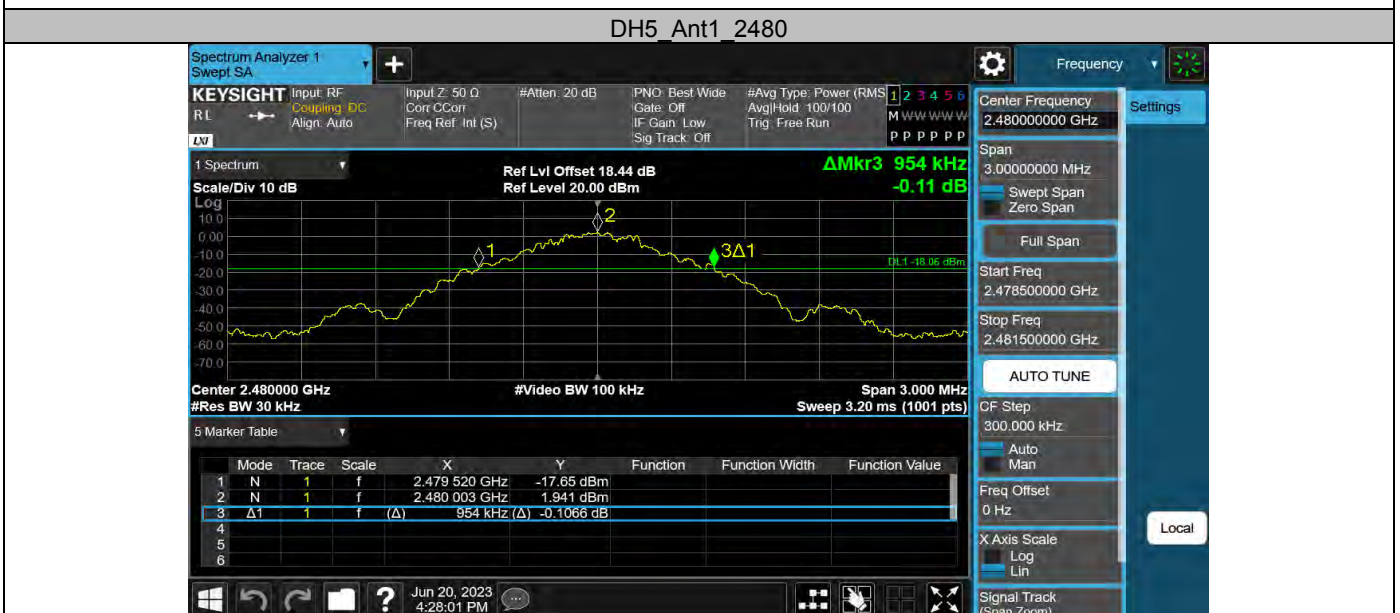 DH5_Ant1_2480
Spectrum Analyzer 1
Swept SA
+
Frequency
KEYSIGHT
RL
LXI
Input: RF
Coupling: DC
Align: Auto
Input Z: 50 Ω
Corr CCorr
Freq Ref: Int (S)
#Atten: 20 dB
PNO: Best Wide
Gate: Off
IF Gain: Low
Sig Track: Off
#Avg Type: Power (RMS
Avg|Hold: 100/100
Trig: Free Run
1 2 3 4 5 6
M W W W W W
P P P P P P
1 Spectrum
Scale/Div 10 dB
Ref Lvl Offset 18.44 dB
Ref Level 20.00 dBm
ΔMkr3 954 kHz
-0.11 dB
Log
10.0
0.00
-10.0
-20.0
-30.0
-40.0
-50.0
-60.0
-70.0
1
2
3Δ1
DL1 -18.06 dBm
Center 2.480000 GHz
#Video BW 100 kHz
Span 3.000 MHz
#Res BW 30 kHz
Sweep 3.20 ms (1001 pts)
5 Marker Table
Mode Trace Scale X Y Function Function Width Function Value
1 N 1 f 2.479 520 GHz -17.65 dBm
2 N 1 f 2.480 003 GHz 1.941 dBm
3 Δ1 1 f (Δ) 954 kHz (Δ) -0.1066 dB
4
5
6
Jun 20, 2023
4:28:01 PM
?
Center Frequency
2.480000000 GHz
Settings
Span
3.00000000 MHz
Swept Span
Zero Span
Full Span
Start Freq
2.478500000 GHz
Stop Freq
2.481500000 GHz
AUTO TUNE
CF Step
300.000 kHz
Auto
Man
Freq Offset
0 Hz
X Axis Scale
Log
Lin
Local
Signal Track
(Span Zoom)